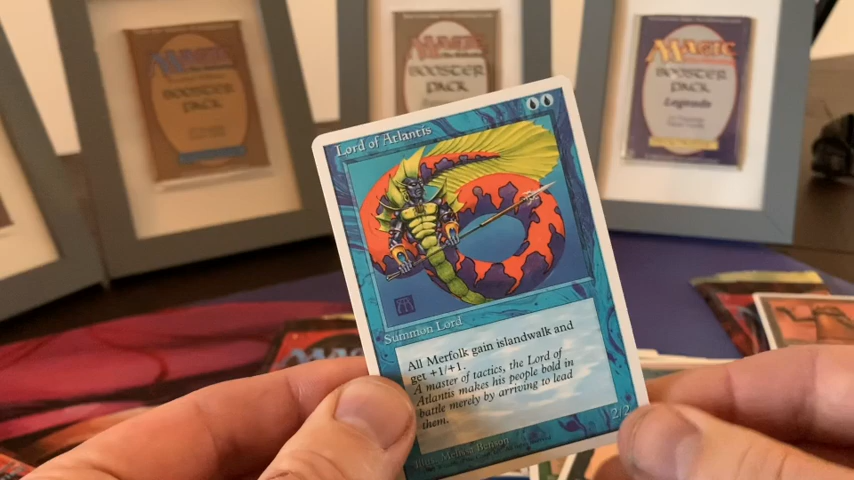 MAGIC
BOOSTER
PACK
MAGIC
BOOSTER
PACK
MAGIC
BOOSTER
PACK
Legends
Lord of Atlantis
Summon Lord
All Merfolk gain islandwalk and
get +1/+1.
A master of tactics, the Lord of
Atlantis makes his people bold in
battle merely by arriving to lead
them.
2/2
Illus. Melissa Benson